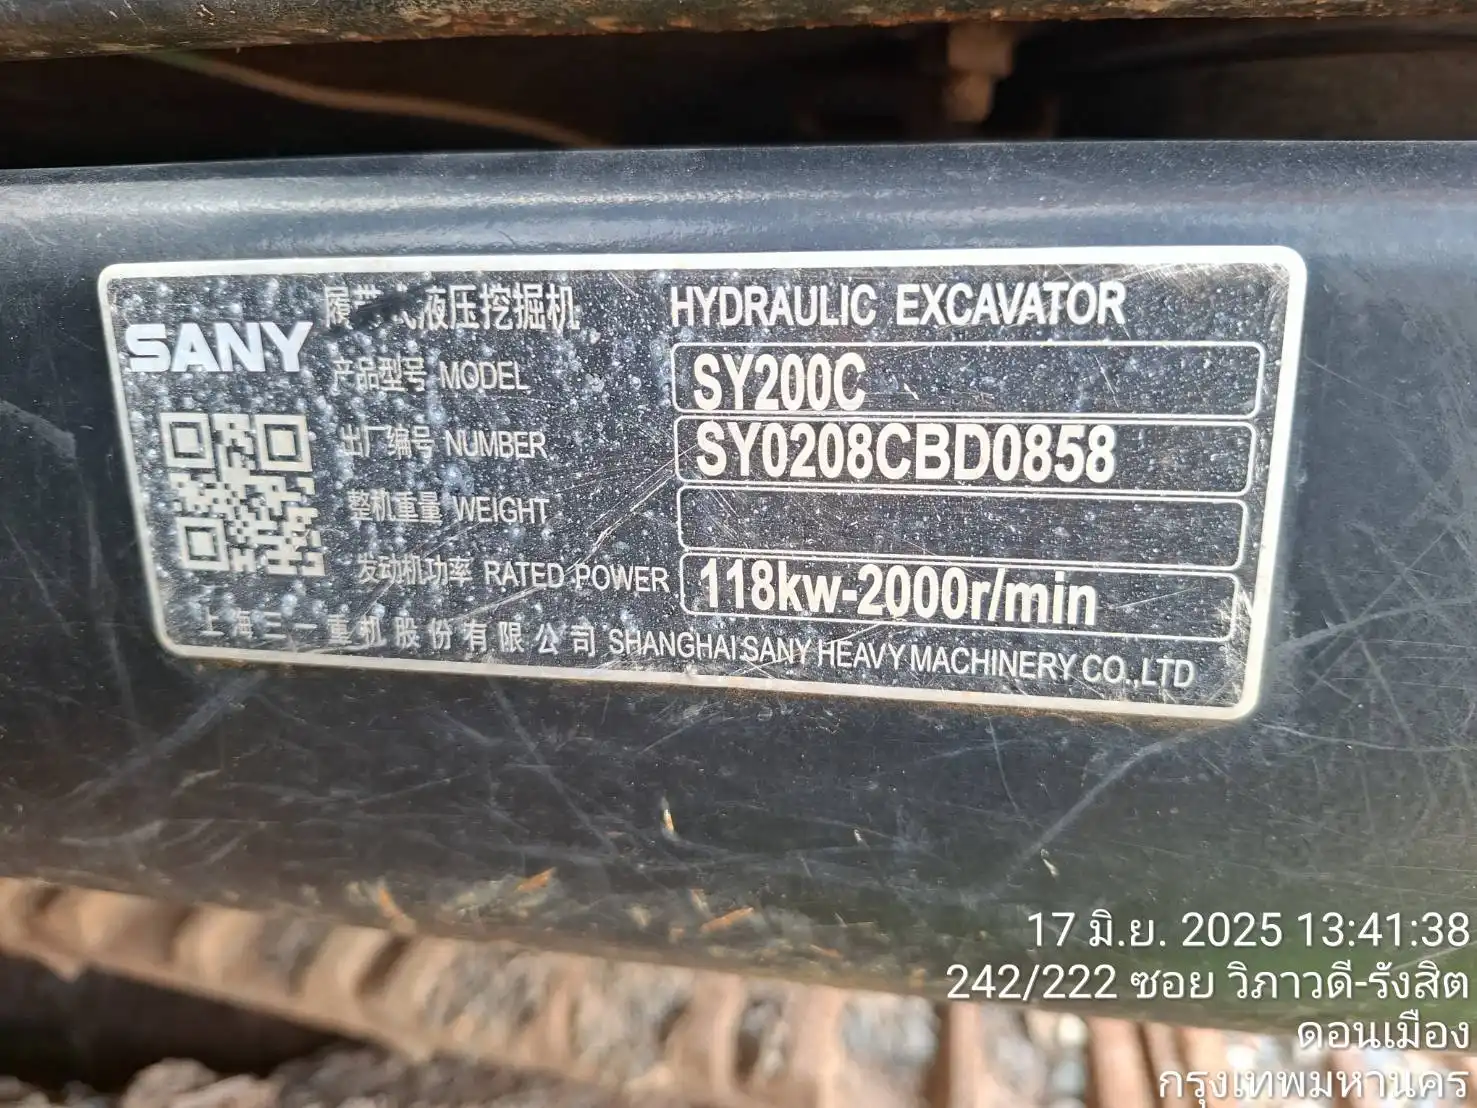 履带式液压挖掘机 HYDRAULIC EXCAVATOR
SANY
产品型号 MODEL SY200C
出厂编号 NUMBER SY0208CBD0858
整机重量 WEIGHT
发动机功率 RATED POWER 118kw-2000r/min
上海三一重机股份有限公司 SHANGHAI SANY HEAVY MACHINERY CO.,LTD
17 มิ.ย. 2025 13:41:38
242/222 ซอย วิภาวดี-รังสิต
ดอนเมือง
กรุงเทพมหานคร